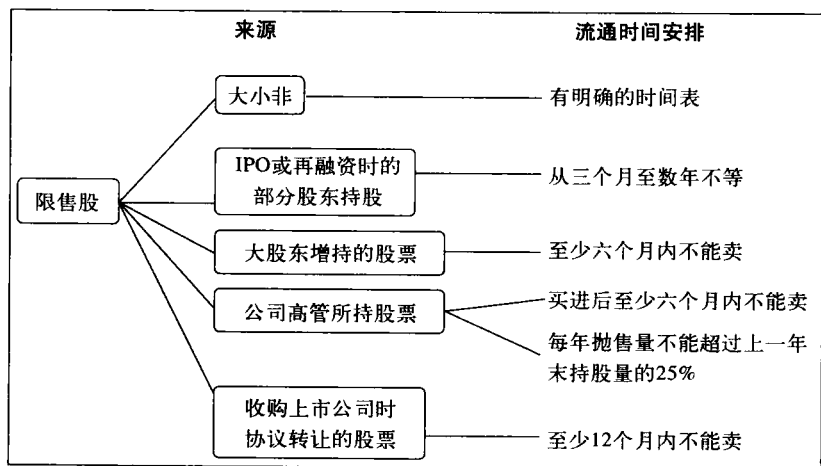 来源
流通时间安排
大小非
有明确的时间表
IPO或再融资时的
部分股东持股
从三个月至数年不等
限售股
大股东增持的股票
至少六个月内不能卖
公司高管所持股票
买进后至少六个月内不能卖
每年抛售量不能超过上一年
末持股量的25%
收购上市公司时
协议转让的股票
至少12个月内不能卖